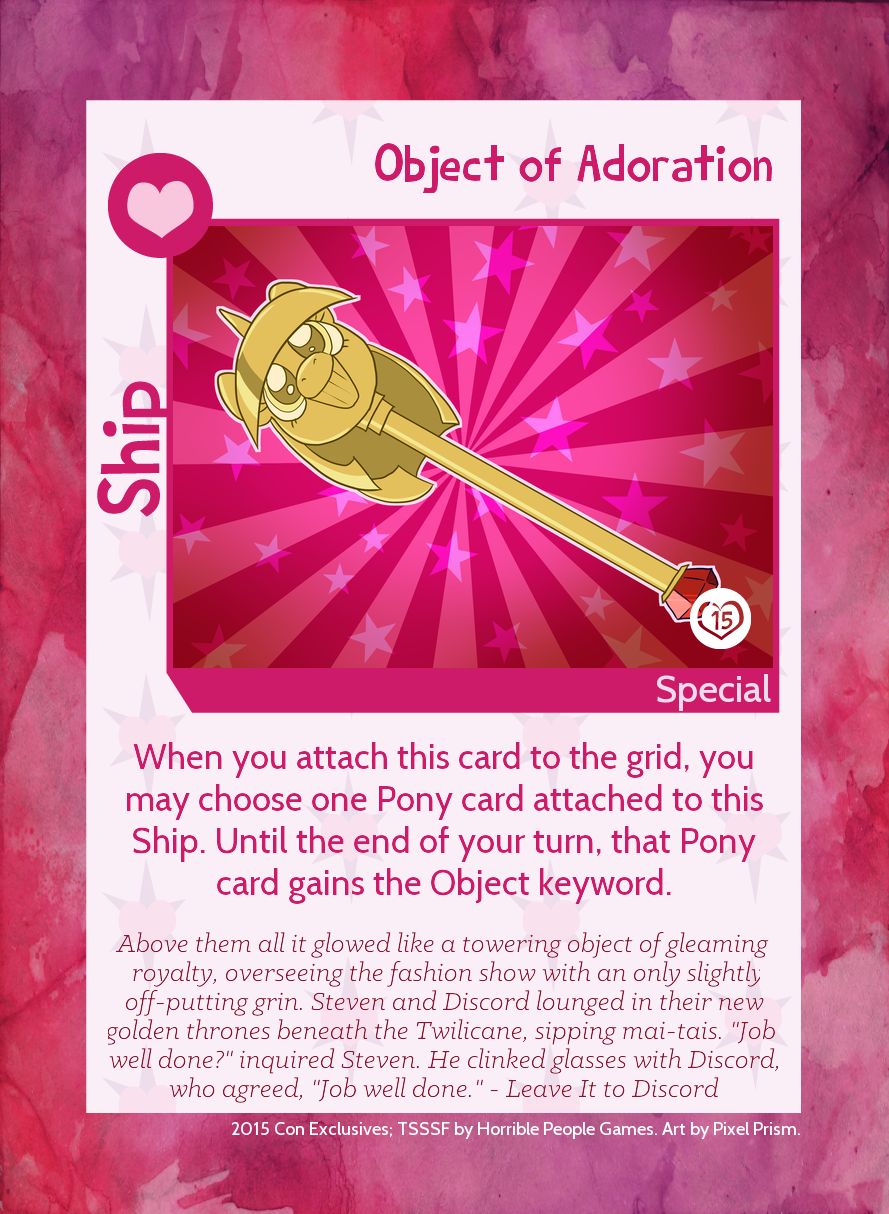 Object of Adoration
Ship
15
Special
When you attach this card to the grid, you
may choose one Pony card attached to this
Ship. Until the end of your turn, that Pony
card gains the Object keyword.
Above them all it glowed like a towering object of gleaming
royalty, overseeing the fashion show with an only slightly
off-putting grin. Steven and Discord lounged in their new
golden thrones beneath the Twilicane, sipping mai-tais. "Job
well done?" inquired Steven. He clinked glasses with Discord,
who agreed, "Job well done." - Leave It to Discord
2015 Con Exclusives; TSSSF by Horrible People Games. Art by Pixel Prism.